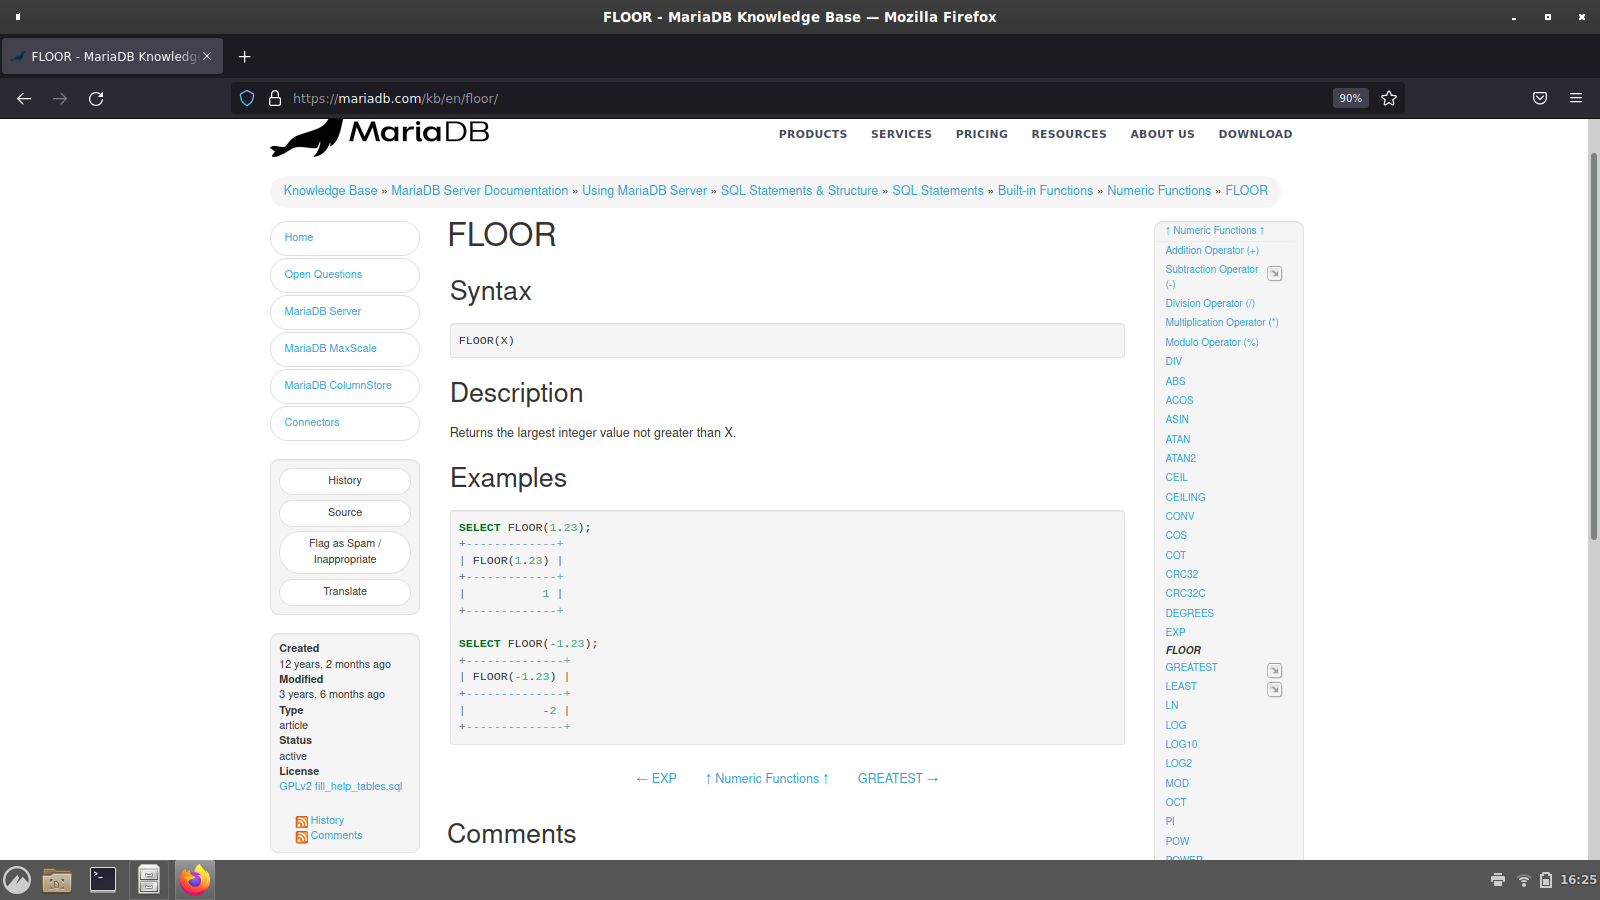 FLOOR - MariaDB Knowledge Base — Mozilla Firefox
FLOOR - MariaDB Knowledg
https://mariadb.com/kb/en/floor/
90%
MariaDB
PRODUCTS SERVICES PRICING RESOURCES ABOUT US DOWNLOAD
Knowledge Base » MariaDB Server Documentation » Using MariaDB Server » SQL Statements & Structure » SQL Statements » Built-in Functions » Numeric Functions » FLOOR
Home
Open Questions
MariaDB Server
MariaDB MaxScale
MariaDB ColumnStore
Connectors
History
Source
Flag as Spam /
Inappropriate
Translate
Created
12 years, 2 months ago
Modified
3 years, 6 months ago
Type
article
Status
active
License
GPLv2 fill_help_tables.sql
History
Comments
FLOOR
Syntax
FLOOR(X)
Description
Returns the largest integer value not greater than X.
Examples
SELECT FLOOR(1.23);
+-------------+
| FLOOR(1.23) |
+-------------+
|           1 |
+-------------+
SELECT FLOOR(-1.23);
+--------------+
| FLOOR(-1.23) |
+--------------+
|           -2 |
+--------------+
← EXP ↑ Numeric Functions ↑ GREATEST →
Comments
↑ Numeric Functions ↑
Addition Operator (+)
Subtraction Operator
(-)
Division Operator (/)
Multiplication Operator (*)
Modulo Operator (%)
DIV
ABS
ACOS
ASIN
ATAN
ATAN2
CEIL
CEILING
CONV
COS
COT
CRC32
CRC32C
DEGREES
EXP
FLOOR
GREATEST
LEAST
LN
LOG
LOG10
LOG2
MOD
OCT
PI
POW
POWER
16:25